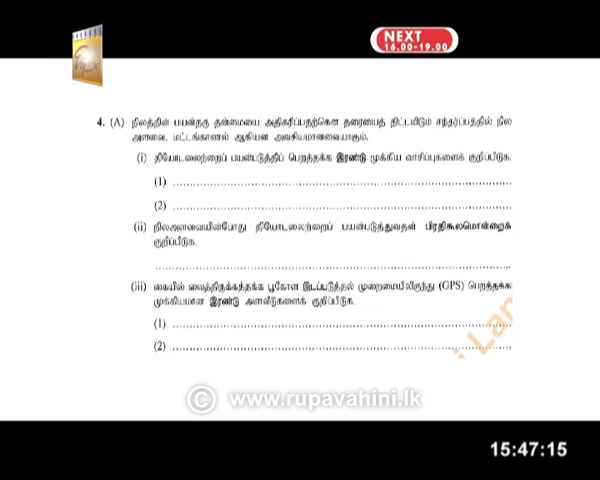 NEXT
16.00-19.00
4. (A) நிலத்தின் பயன்தரு தன்மையை அதிகரிப்பதற்கென தரையைத் திட்டமிடும் சந்தர்ப்பத்தில் நில
அளவை, மட்டங்காணல் ஆகியன அவசியமானவையாகும்.
(i) தியோடலைற்றைப் பயன்படுத்திப் பெறத்தக்க இரண்டு முக்கிய வாசிப்புகளைக் குறிப்பிடுக.
(1) ..........
(2) ..........
(ii) நிலஅளவையின்போது தியோடலைற்றைப் பயன்படுத்துவதன் பிரதிகூலமொன்றைக்
குறிப்பீடுக.
..........
(iii) கையில் வைத்திருக்கத்தக்க பூகோள இடப்படுத்தல் முறைமையிலிருந்து (GPS) பெறத்தக்க
முக்கியமான இரண்டு அளவீடுகளைக் குறிப்பிடுக.
(1) ..........
(2) ..........
© www.rupavahini.lk
15:47:15